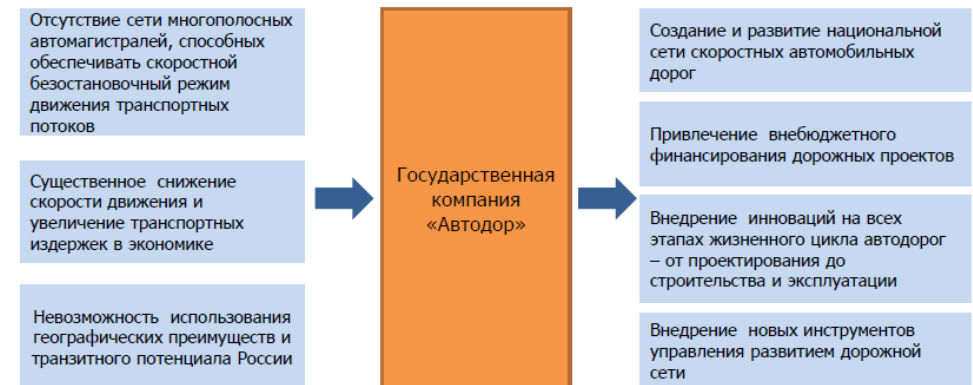 Отсутствие сети многополосных
автомагистралей, способных
обеспечивать скоростной
безостановочный режим
движения транспортных
потоков
Существенное снижение
скорости движения и
увеличение транспортных
издержек в экономике
Невозможность использования
географических преимуществ и
транзитного потенциала России
Государственная
компания
«Автодор»
Создание и развитие национальной
сети скоростных автомобильных
дорог
Привлечение внебюджетного
финансирования дорожных проектов
Внедрение инноваций на всех
этапах жизненного цикла автодорог
– от проектирования до
строительства и эксплуатации
Внедрение новых инструментов
управления развитием дорожной
сети